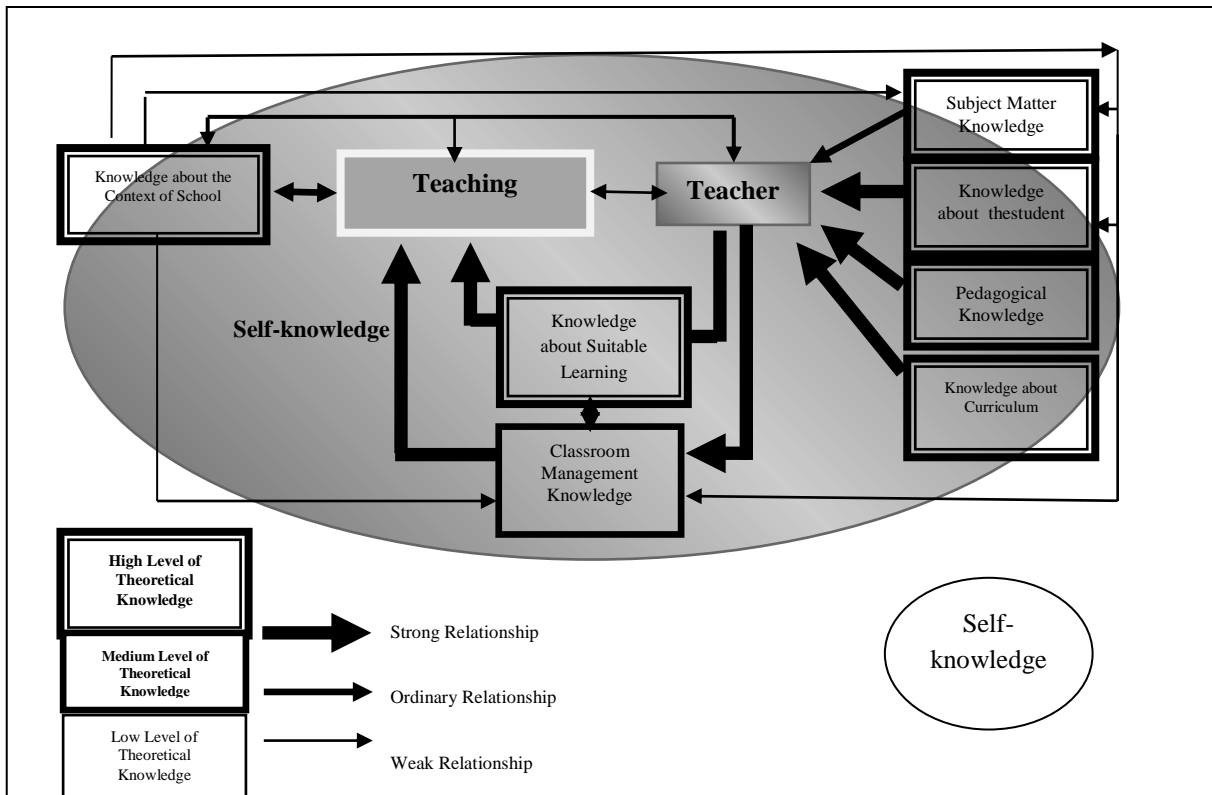 Knowledge about the
Context of School
Teaching
Teacher
Subject Matter
Knowledge
Knowledge
about thestudent
Pedagogical
Knowledge
Knowledge about
Curriculum
Self-knowledge
Knowledge
about Suitable
Learning
Classroom
Management
Knowledge
High Level of
Theoretical
Knowledge
Medium Level of
Theoretical
Knowledge
Low Level of
Theoretical
Knowledge
Strong Relationship
Ordinary Relationship
Weak Relationship
Self-
knowledge